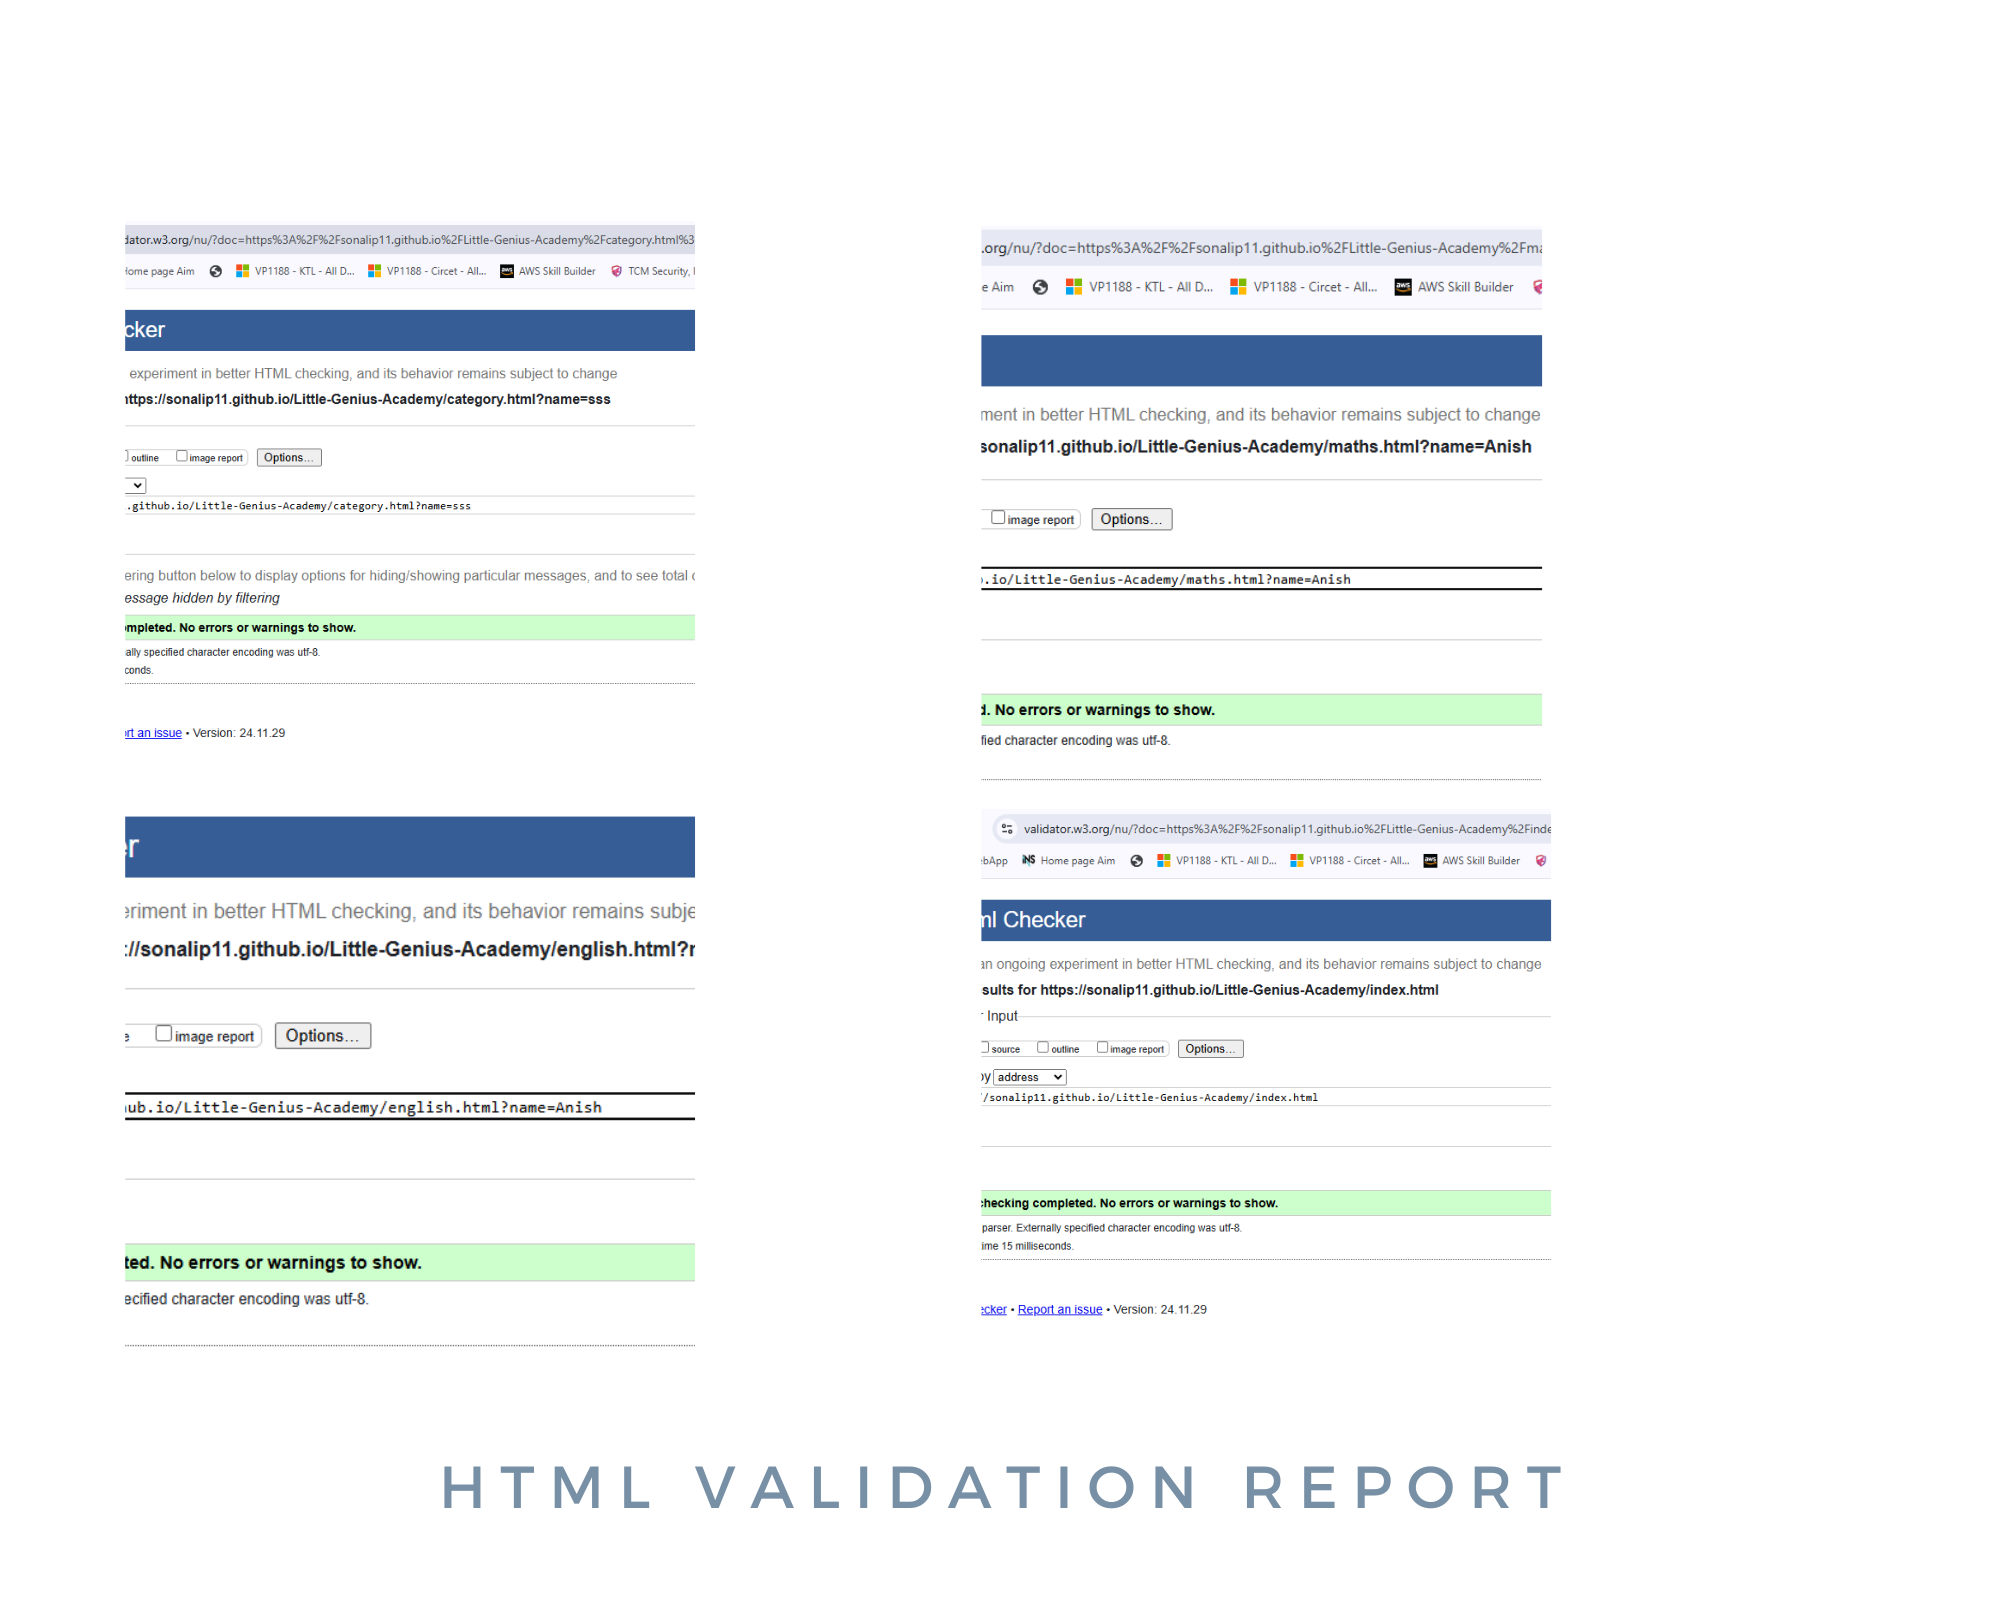 dator.w3.org/nu/?doc=https%3A%2F%2Fsonalip11.github.io%2FLittle-Genius-Academy%2Fcategory.html%3
Home page Aim VP1188 - KTL - All D... VP1188 - Circet - All... AWS Skill Builder TCM Security,
cker
experiment in better HTML checking, and its behavior remains subject to change
https://sonalip11.github.io/Little-Genius-Academy/category.html?name=sss
outline image report Options...
.github.io/Little-Genius-Academy/category.html?name=sss
ering button below to display options for hiding/showing particular messages, and to see total
essage hidden by filtering
mpleted. No errors or warnings to show.
ally specified character encoding was utf-8.
conds.
rt an issue • Version: 24.11.29
.org/nu/?doc=https%3A%2F%2Fsonalip11.github.io%2FLittle-Genius-Academy%2Fma
e Aim VP1188 - KTL - All D... VP1188 - Circet - All... aws AWS Skill Builder
ment in better HTML checking, and its behavior remains subject to change
sonalip11.github.io/Little-Genius-Academy/maths.html?name=Anish
image report Options...
.io/Little-Genius-Academy/maths.html?name=Anish
d. No errors or warnings to show.
fied character encoding was utf-8.
er
eriment in better HTML checking, and its behavior remains subje
://sonalip11.github.io/Little-Genius-Academy/english.html?n
e image report Options...
ub.io/Little-Genius-Academy/english.html?name=Anish
ted. No errors or warnings to show.
ecified character encoding was utf-8.
validator.w3.org/nu/?doc=https%3A%2F%2Fsonalip11.github.io%2FLittle-Genius-Academy%2Finde
bApp Home page Aim VP1188 - KTL - All D... VP1188 - Circet - All... AWS Skill Builder
ml Checker
an ongoing experiment in better HTML checking, and its behavior remains subject to change
sults for https://sonalip11.github.io/Little-Genius-Academy/index.html
r Input
source outline image report Options...
by address
/sonalip11.github.io/Little-Genius-Academy/index.html
checking completed. No errors or warnings to show.
parser. Externally specified character encoding was utf-8.
ime 15 milliseconds.
ecker • Report an issue • Version: 24.11.29
HTML VALIDATION REPORT